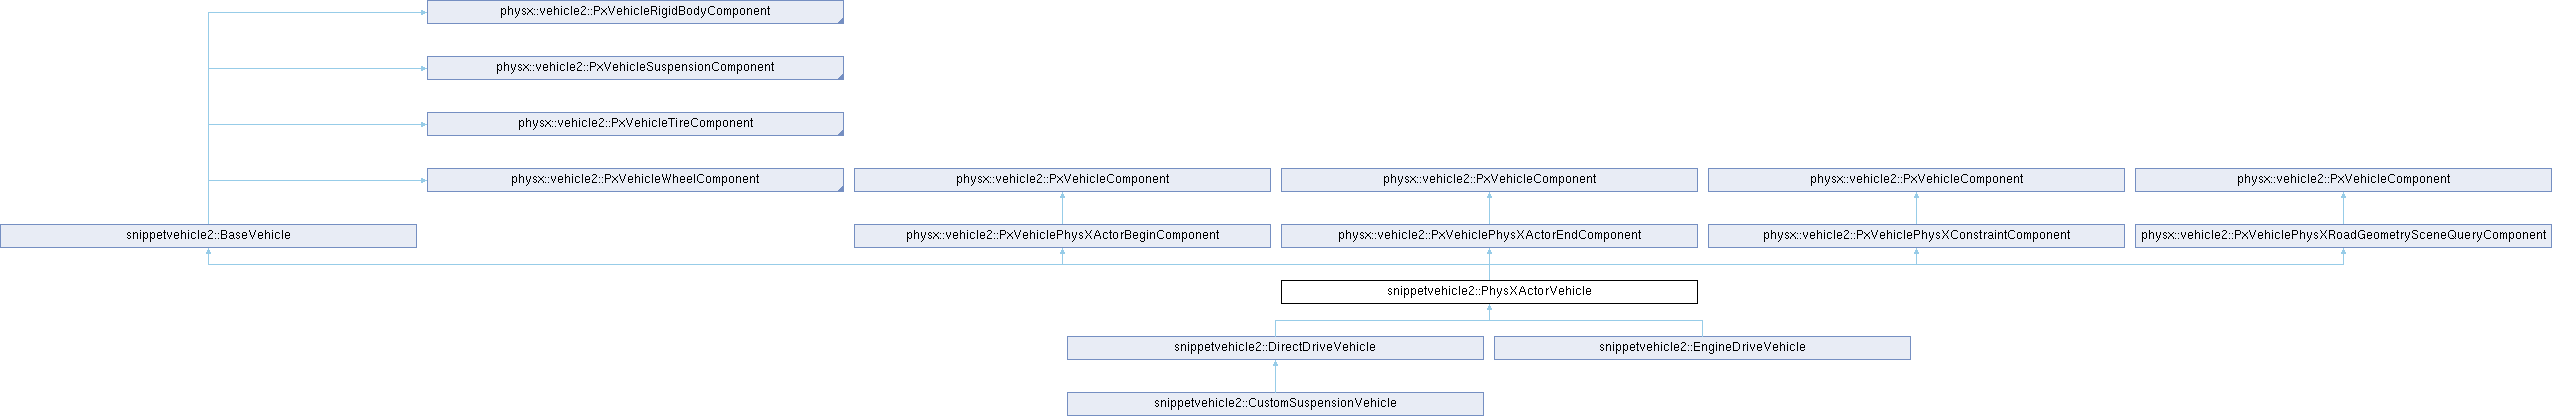 physx::vehicle2::PxVehicleRigidBodyComponent
physx::vehicle2::PxVehicleSuspensionComponent
physx::vehicle2::PxVehicleTireComponent
physx::vehicle2::PxVehicleWheelComponent
physx::vehicle2::PxVehicleComponent
physx::vehicle2::PxVehicleComponent
physx::vehicle2::PxVehicleComponent
physx::vehicle2::PxVehicleComponent
snippetvehicle2::BaseVehicle
physx::vehicle2::PxVehiclePhysXActorBeginComponent
physx::vehicle2::PxVehiclePhysXActorEndComponent
physx::vehicle2::PxVehiclePhysXConstraintComponent
physx::vehicle2::PxVehiclePhysXRoadGeometrySceneQueryComponent
snippetvehicle2::PhysXActorVehicle
snippetvehicle2::DirectDriveVehicle
snippetvehicle2::EngineDriveVehicle
snippetvehicle2::CustomSuspensionVehicle